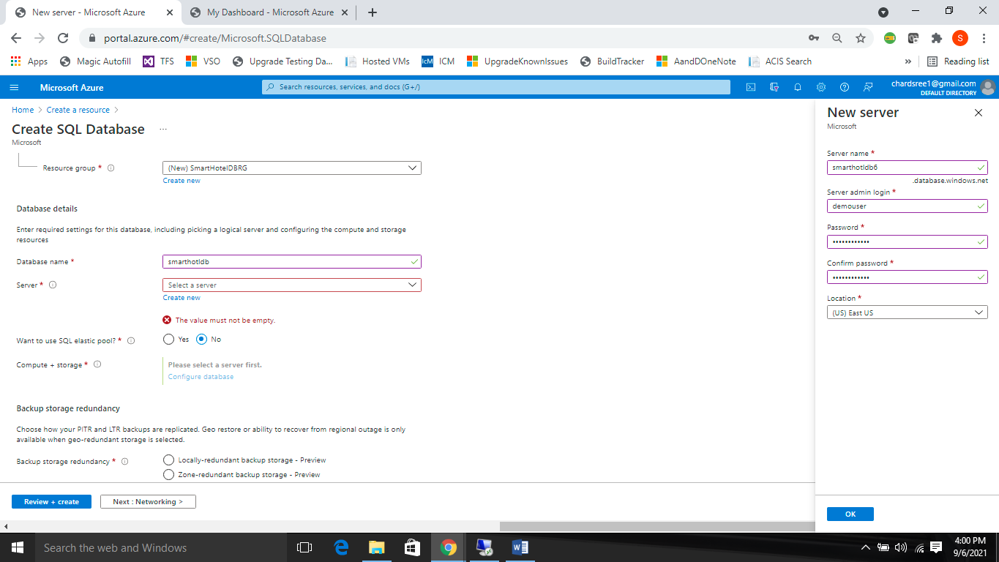 New server - Microsoft Azure
My Dashboard - Microsoft Azure
portal.azure.com/#create/Microsoft.SQLDatabase
S
Apps Magic Autofill TFS VSO Upgrade Testing Da... Hosted VMs IcM ICM UpgradeKnownIssues BuildTracker AandDOneNote ACIS Search » Reading list
Microsoft Azure
Search resources, services, and docs (G+/)
chardsree1@gmail.com
DEFAULT DIRECTORY
Home > Create a resource >
Create SQL Database ...
Microsoft
Resource group *
(New) SmartHotelDBRG
Create new
Database details
Enter required settings for this database, including picking a logical server and configuring the compute and storage
resources
Database name *
smarthotldb
Server *
Select a server
Create new
The value must not be empty.
Want to use SQL elastic pool? *
Yes No
Compute + storage *
Please select a server first.
Configure database
Backup storage redundancy
Choose how your PITR and LTR backups are replicated. Geo restore or ability to recover from regional outage is only
available when geo-redundant storage is selected.
Backup storage redundancy *
Locally-redundant backup storage - Preview
Zone-redundant backup storage - Preview
Review + create
Next : Networking >
New server
Microsoft
Server name *
smarthotldb6
.database.windows.net
Server admin login *
demouser
Password *
••••••••••••
Confirm password *
••••••••••••
Location *
(US) East US
OK
Search the web and Windows
4:00 PM
9/6/2021